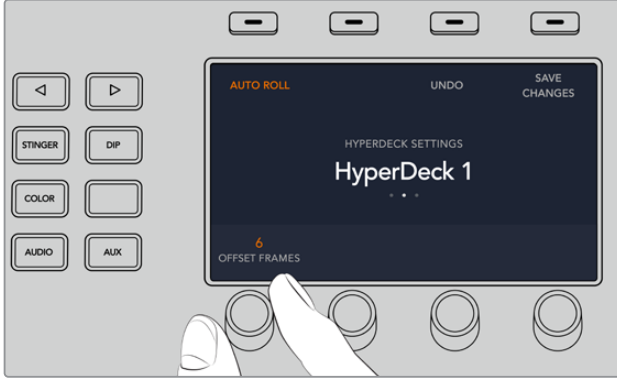 AUTO ROLL
UNDO
SAVE
CHANGES
STINGER
DIP
HYPERDECK SETTINGS
HyperDeck 1
COLOR
AUDIO
AUX
6
OFFSET FRAMES